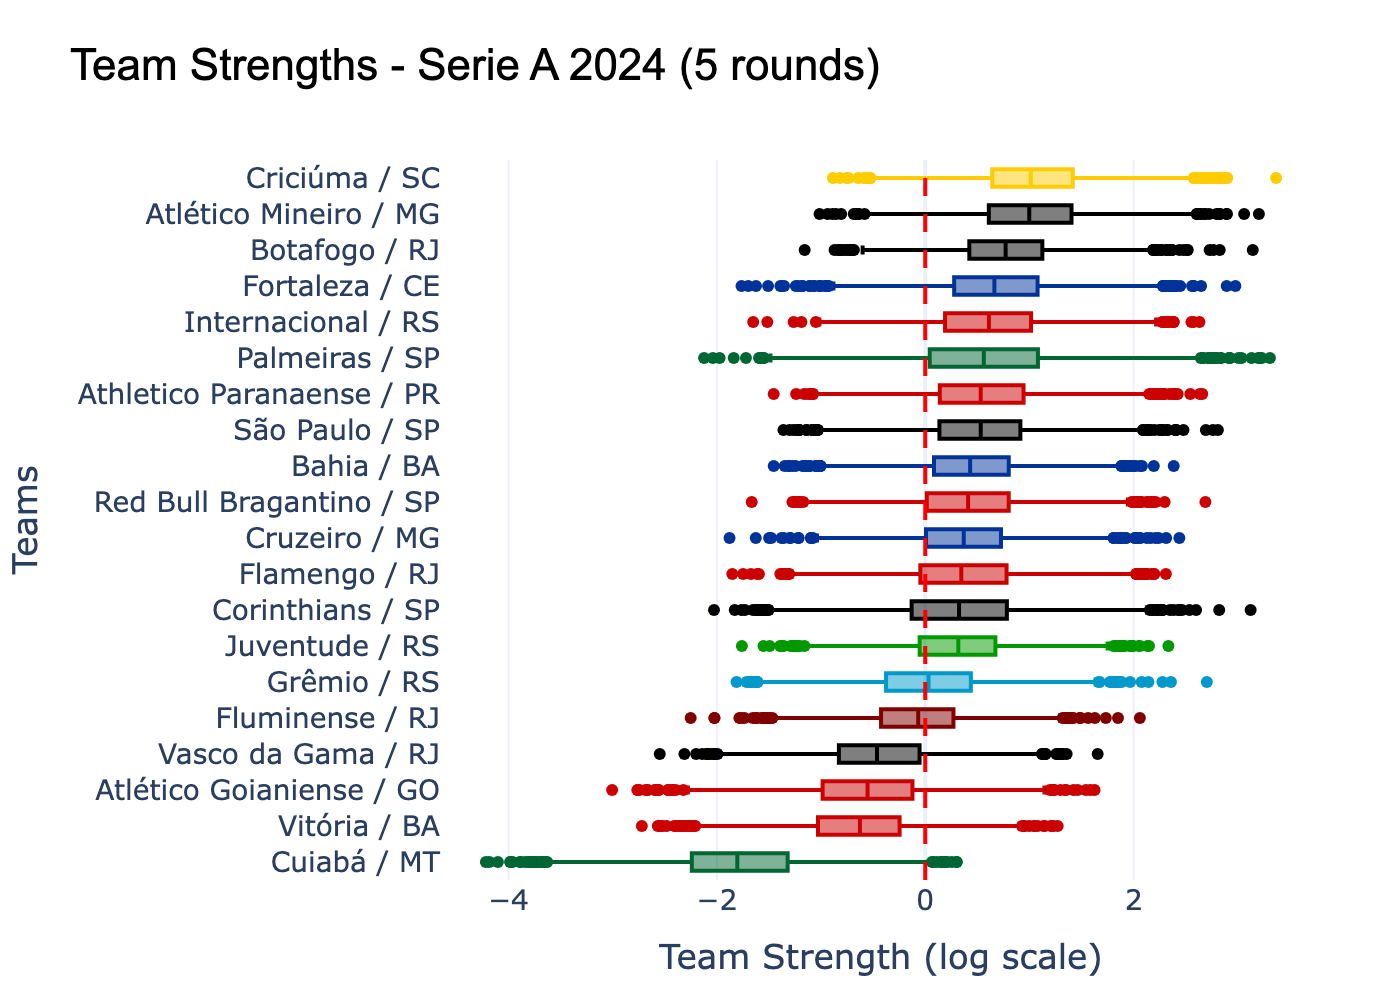 Team Strengths - Serie A 2024 (5 rounds)
Teams
Criciúma / SC
Atlético Mineiro / MG
Botafogo / RJ
Fortaleza / CE
Internacional / RS
Palmeiras / SP
Athletico Paranaense / PR
São Paulo / SP
Bahia / BA
Red Bull Bragantino / SP
Cruzeiro / MG
Flamengo / RJ
Corinthians / SP
Juventude / RS
Grêmio / RS
Fluminense / RJ
Vasco da Gama / RJ
Atlético Goianiense / GO
Vitória / BA
Cuiabá / MT
−4 −2 0 2
Team Strength (log scale)